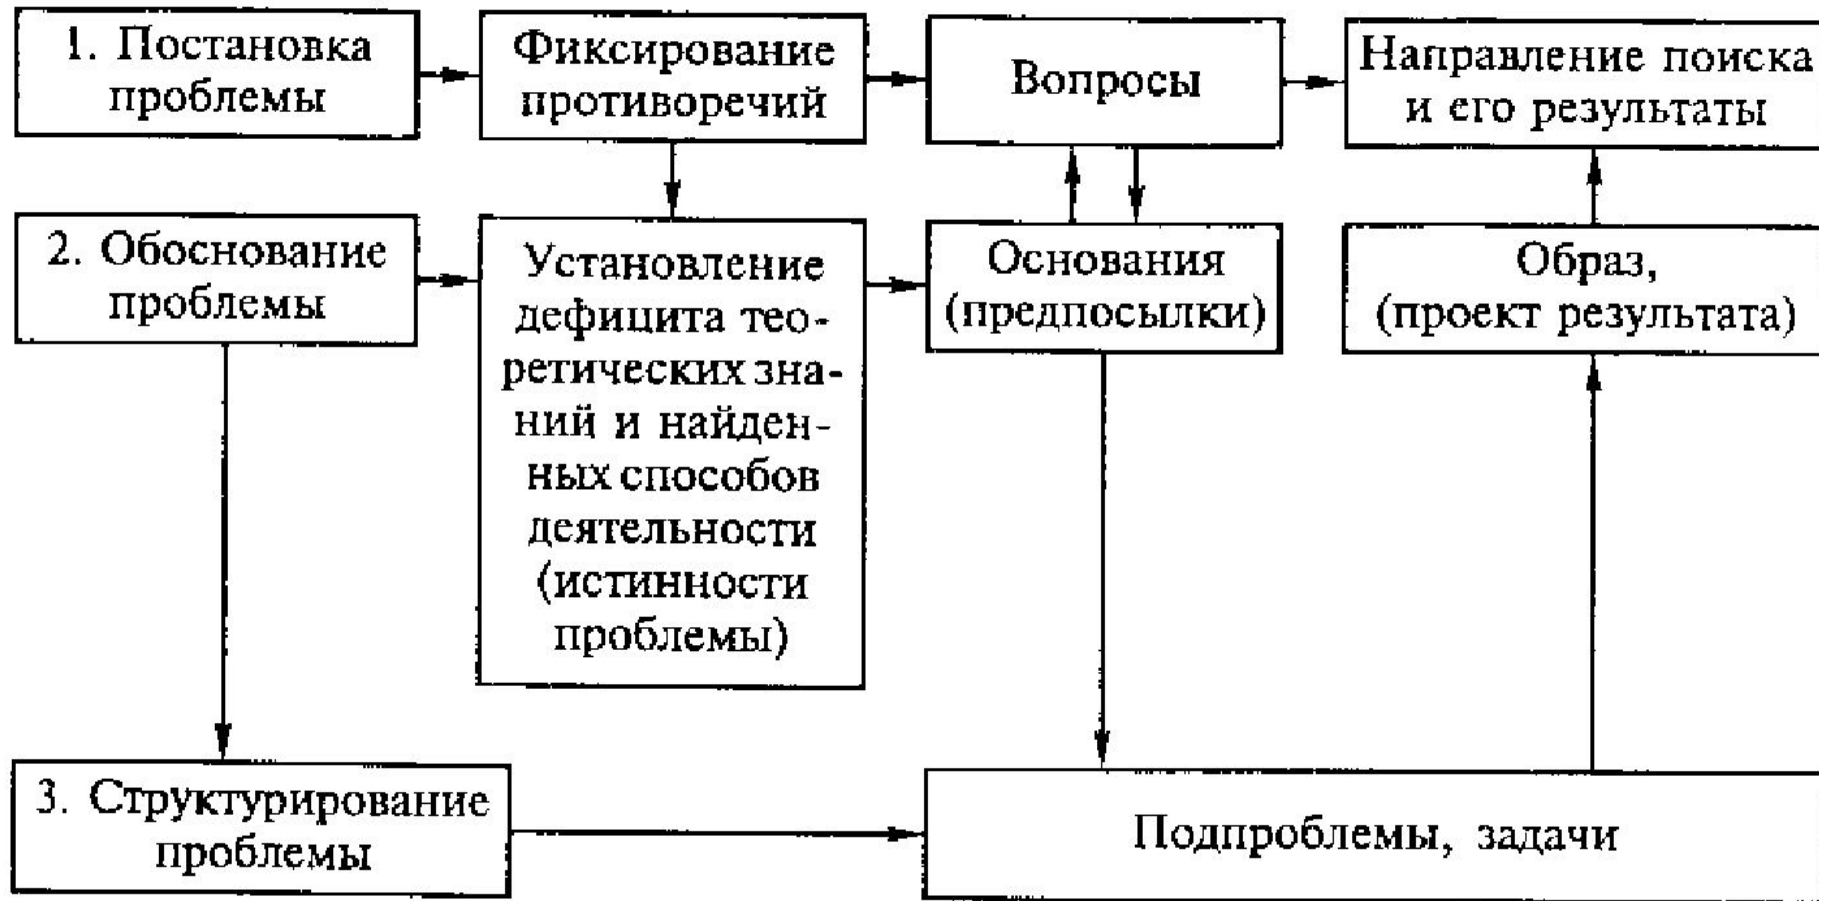 1. Постановка
проблемы
Фиксирование
противоречий
Вопросы
Направление поиска
и его результаты
2. Обоснование
проблемы
Установление
дефицита тео-
ретических зна-
ний и найден-
ных способов
деятельности
(истинности
проблемы)
Основания
(предпосылки)
Образ,
(проект результата)
3. Структурирование
проблемы
Подпроблемы, задачи